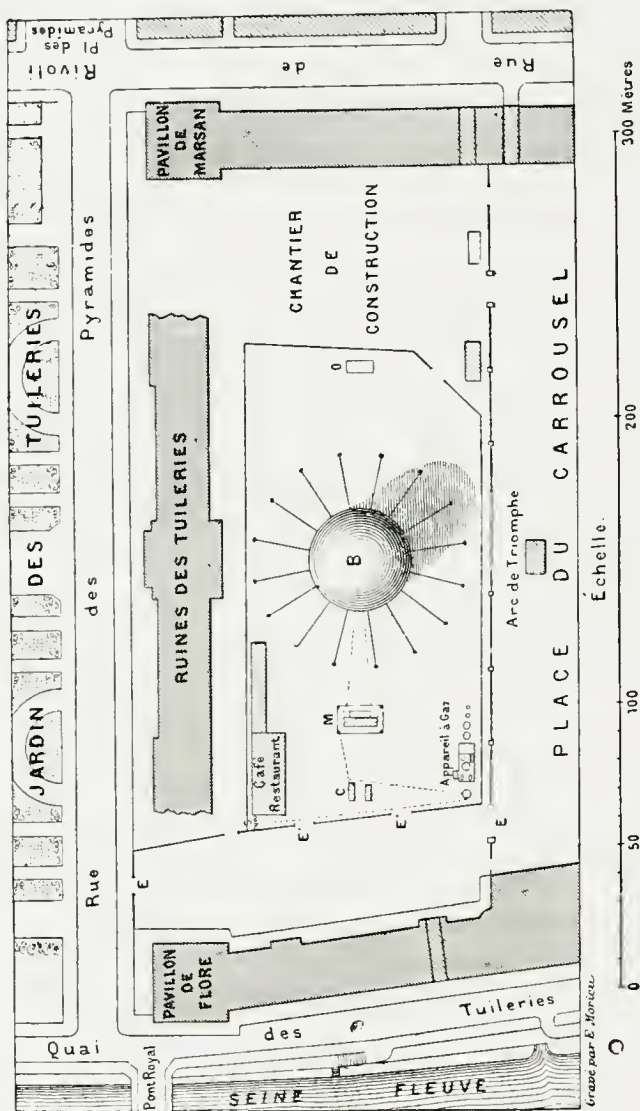 Pl des
Pyramides
Rue de Rivoli
JARDIN DES TUILERIES
Rue des Pyramides
PAVILLON
DE
MARSAN
RUINES DES TUILERIES
CHANTIER
DE
CONSTRUCTION
O
B
M
C
Café
Restaurant
Appareil à Gaz
E
E
E
E
E
Arc de Triomphe
PLACE DU CARROUSEL
PAVILLON
DE
FLORE
Quai des Tuileries
Pont Royal
SEINE FLEUVE
Échelle.
0 50 100 200 300 Mètres
Gravé par E. Morieu